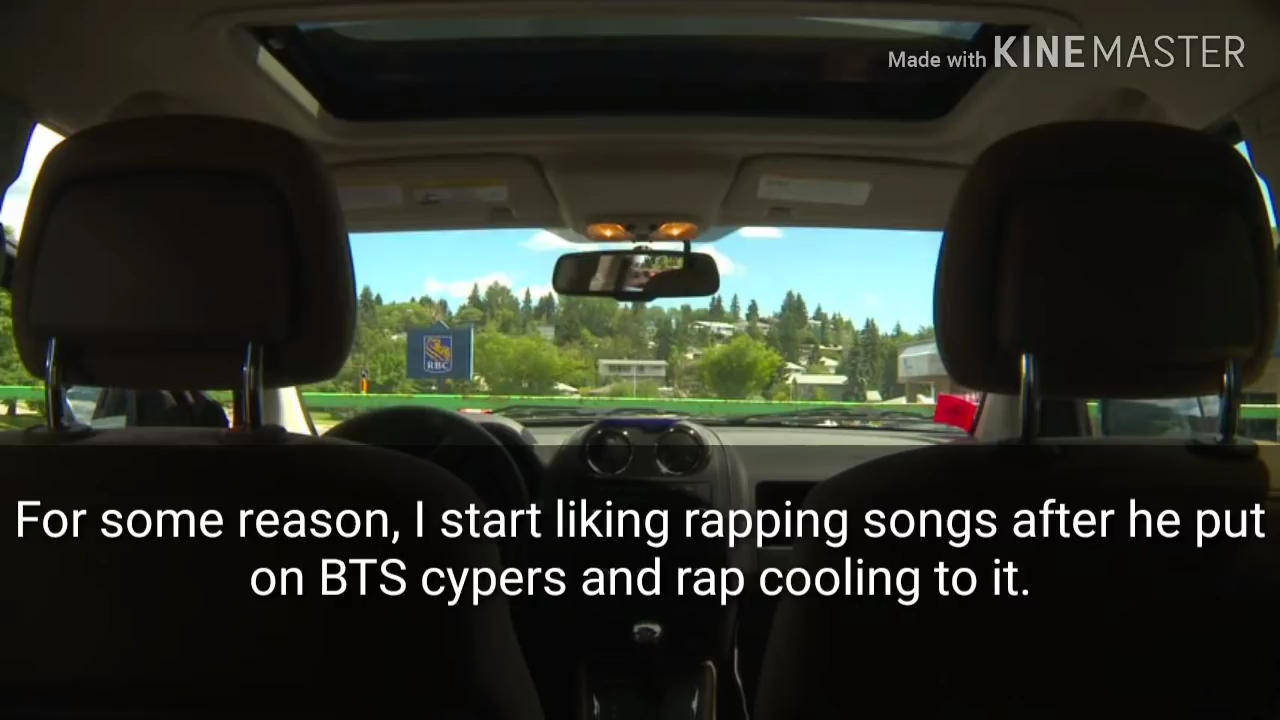 Made with KINEMASTER
RBC
For some reason, I start liking rapping songs after he put
on BTS cypers and rap cooling to it.